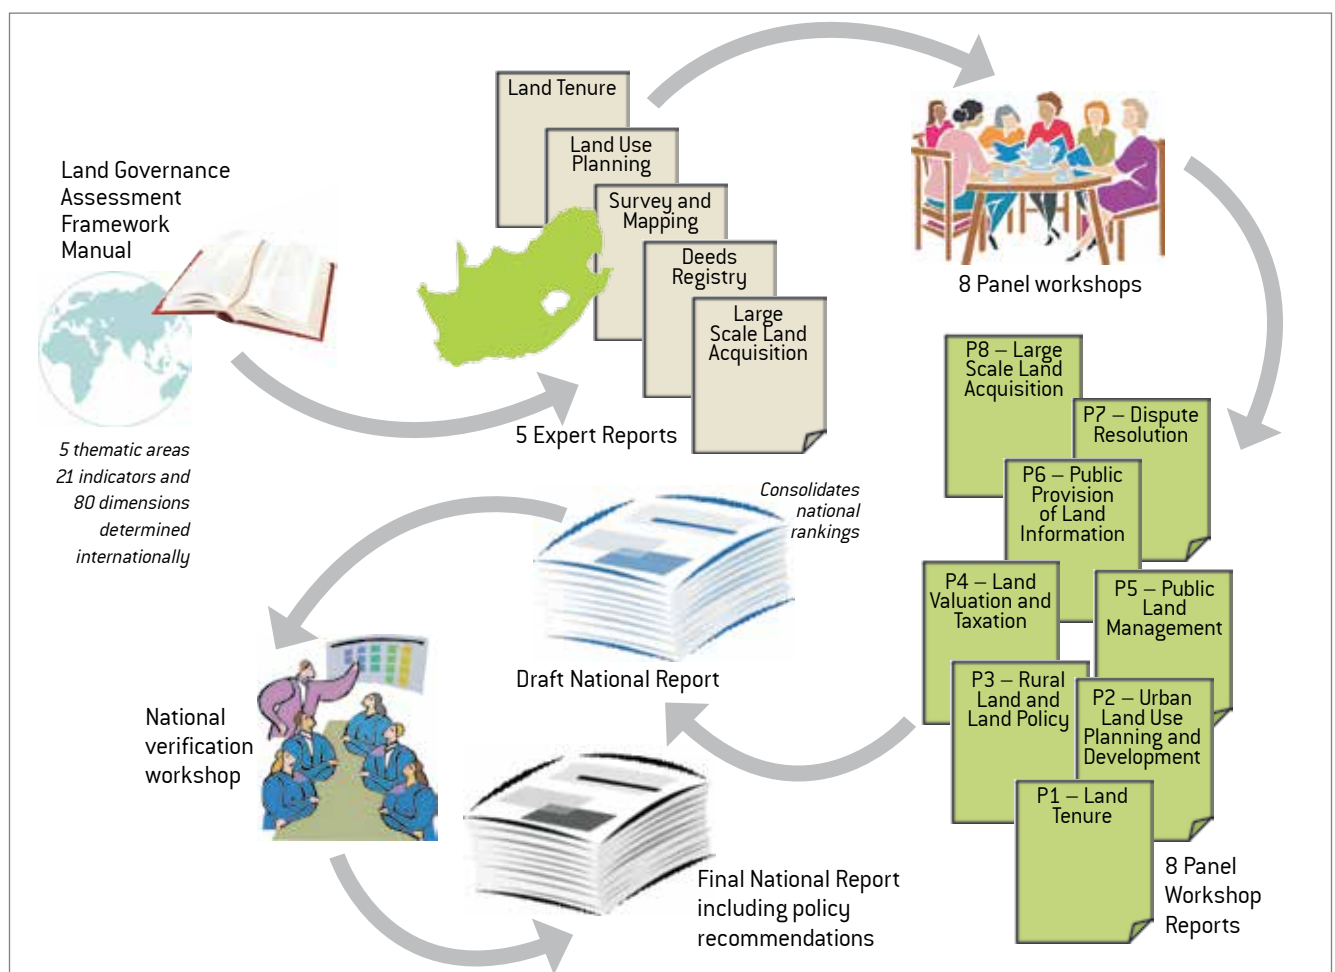 Land Governance
Assessment
Framework
Manual
5 thematic areas
21 indicators and
80 dimensions
determined
internationally
Land Tenure
Land Use
Planning
Survey and
Mapping
Deeds
Registry
Large
Scale Land
Acquisition
5 Expert Reports
8 Panel workshops
P8 – Large
Scale Land
Acquisition
P7 – Dispute
Resolution
P6 – Public
Provision
of Land
Information
P4 – Land
Valuation and
Taxation
P5 – Public
Land
Management
P3 – Rural
Land and
Land Policy
P2 – Urban
Land Use
Planning and
Development
P1 – Land
Tenure
8 Panel
Workshop
Reports
Consolidates
national
rankings
Draft National Report
National
verification
workshop
Final National Report
including policy
recommendations